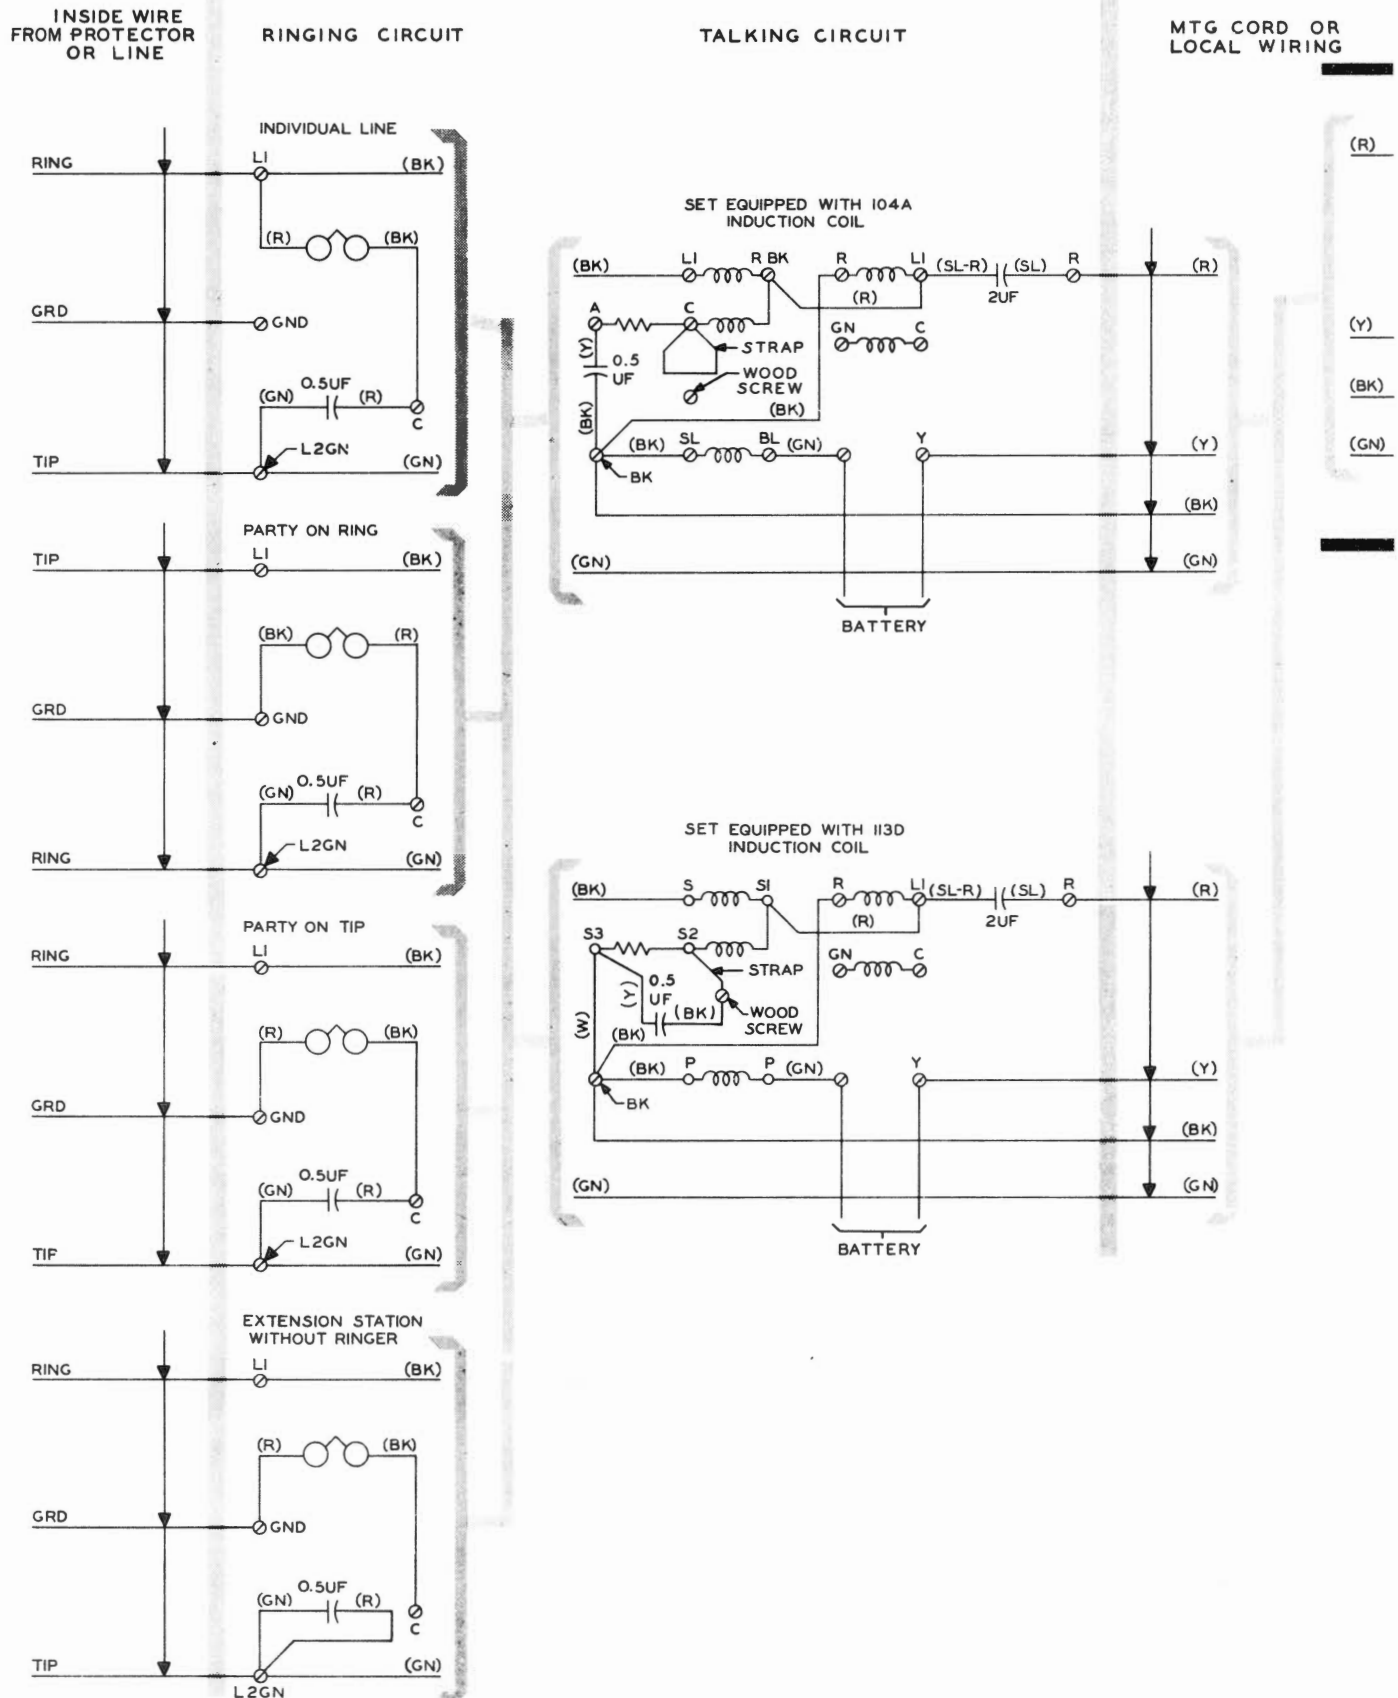 INSIDE WIRE
FROM PROTECTOR
OR LINE
RINGING CIRCUIT
TALKING CIRCUIT
MTG CORD OR
LOCAL WIRING
INDIVIDUAL LINE
RING
L1
(BK)
(R)
(BK)
GRD
GND
0.5UF
(GN)
(R)
C
L2GN
TIP
(GN)
PARTY ON RING
TIP
L1
(BK)
(BK)
(R)
GRD
GND
0.5UF
(GN)
(R)
C
L2GN
RING
(GN)
PARTY ON TIP
RING
L1
(BK)
(R)
(BK)
GRD
GND
0.5UF
(GN)
(R)
C
L2GN
TIF
(GN)
EXTENSION STATION
WITHOUT RINGER
RING
L1
(BK)
(R)
(BK)
GRD
GND
0.5UF
(GN)
(R)
C
TIP
(GN)
L2GN
SET EQUIPPED WITH 104A
INDUCTION COIL
(BK)
L1
R BK
R
L1
(SL-R)
(SL)
R
(R)
2UF
(R)
A
C
GN
C
(Y)
0.5
UF
STRAP
WOOD
SCREW
(BK)
(BK)
(BK)
SL
BL
(GN)
Y
(Y)
BK
(BK)
(GN)
(GN)
BATTERY
SET EQUIPPED WITH 113D
INDUCTION COIL
(BK)
S
S1
R
L1
(SL-R)
(SL)
R
(R)
2UF
(R)
S3
S2
GN
C
(Y)
0.5
UF
STRAP
(BK)
WOOD
SCREW
(W)
(BK)
(BK)
P
P
(GN)
Y
(Y)
BK
(BK)
(GN)
(GN)
BATTERY
(R)
(Y)
(BK)
(GN)